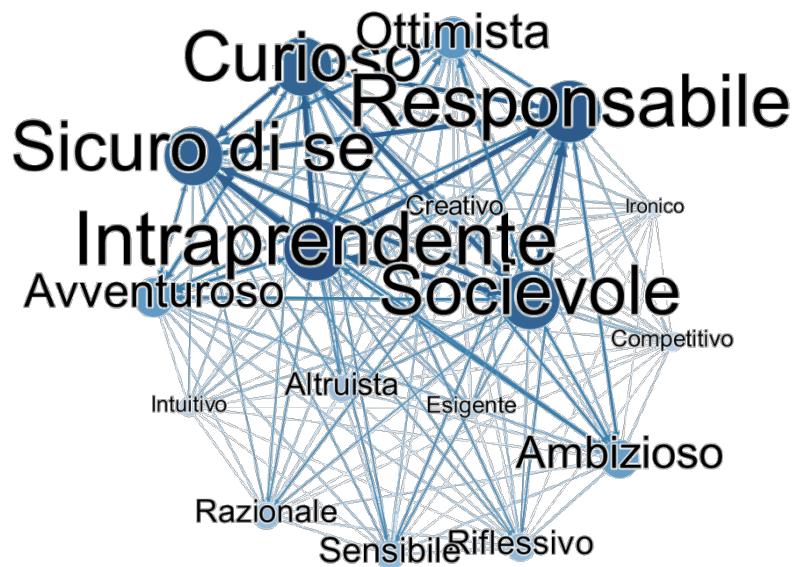 Ottimista
Curioso
Responsabile
Sicuro di se
Creativo
Ironico
Intraprendente
Avventuroso
Socievole
Competitivo
Altruista
Intuitivo
Esigente
Ambizioso
Razionale
Sensibile
Riflessivo